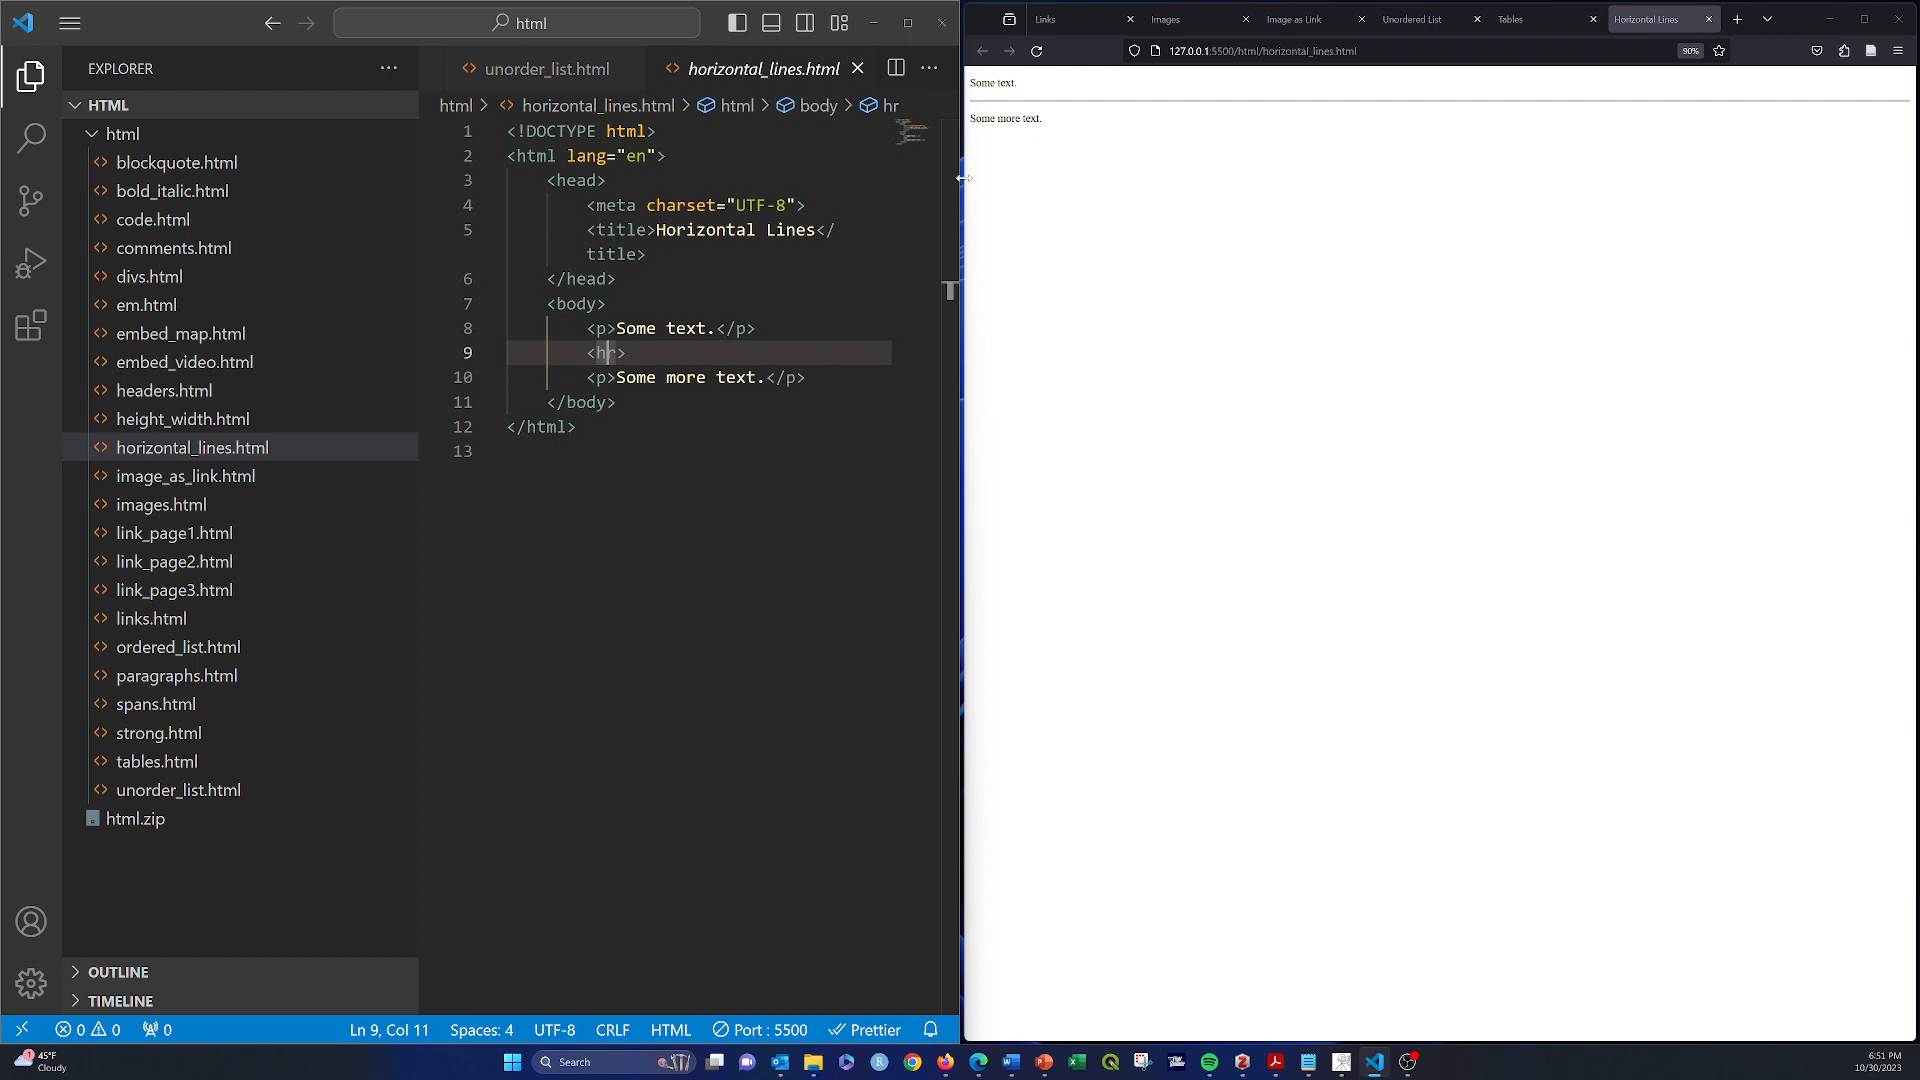 html
EXPLORER
HTML
html
blockquote.html
bold_italic.html
code.html
comments.html
divs.html
em.html
embed_map.html
embed_video.html
headers.html
height_width.html
horizontal_lines.html
image_as_link.html
images.html
link_page1.html
link_page2.html
link_page3.html
links.html
ordered_list.html
paragraphs.html
spans.html
strong.html
tables.html
unorder_list.html
html.zip
OUTLINE
TIMELINE
unorder_list.html horizontal_lines.html
html > horizontal_lines.html > html > body > hr
1 <!DOCTYPE html>
2 <html lang="en">
3 <head>
4 <meta charset="UTF-8">
5 <title>Horizontal Lines</
title>
6 </head>
7 <body>
8 <p>Some text.</p>
9 <hr>
10 <p>Some more text.</p>
11 </body>
12 </html>
13
0 0 0 Ln 9, Col 11 Spaces: 4 UTF-8 CRLF HTML Port : 5500 Prettier
Links Images Image as Link Unordered List Tables Horizontal Lines
127.0.0.1:5500/html/horizontal_lines.html 90%
Some text.
Some more text.
1 45°F
Cloudy
Search
6:51 PM
10/30/2023